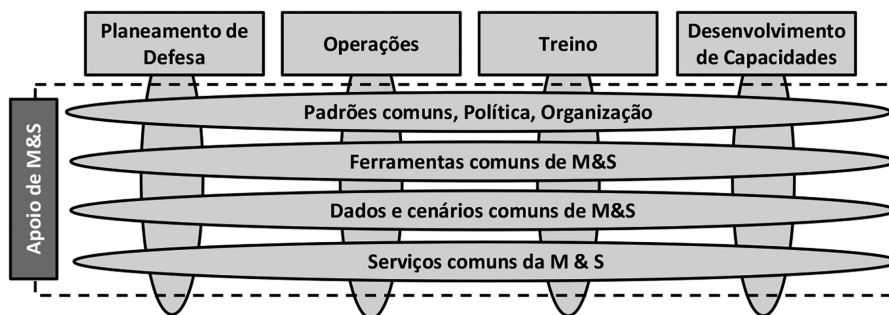 Planeamento de
Defesa
Operações
Treino
Desenvolvimento
de Capacidades
Apoio de M&S
Padrões comuns, Política, Organização
Ferramentas comuns de M&S
Dados e cenários comuns de M&S
Serviços comuns da M & S